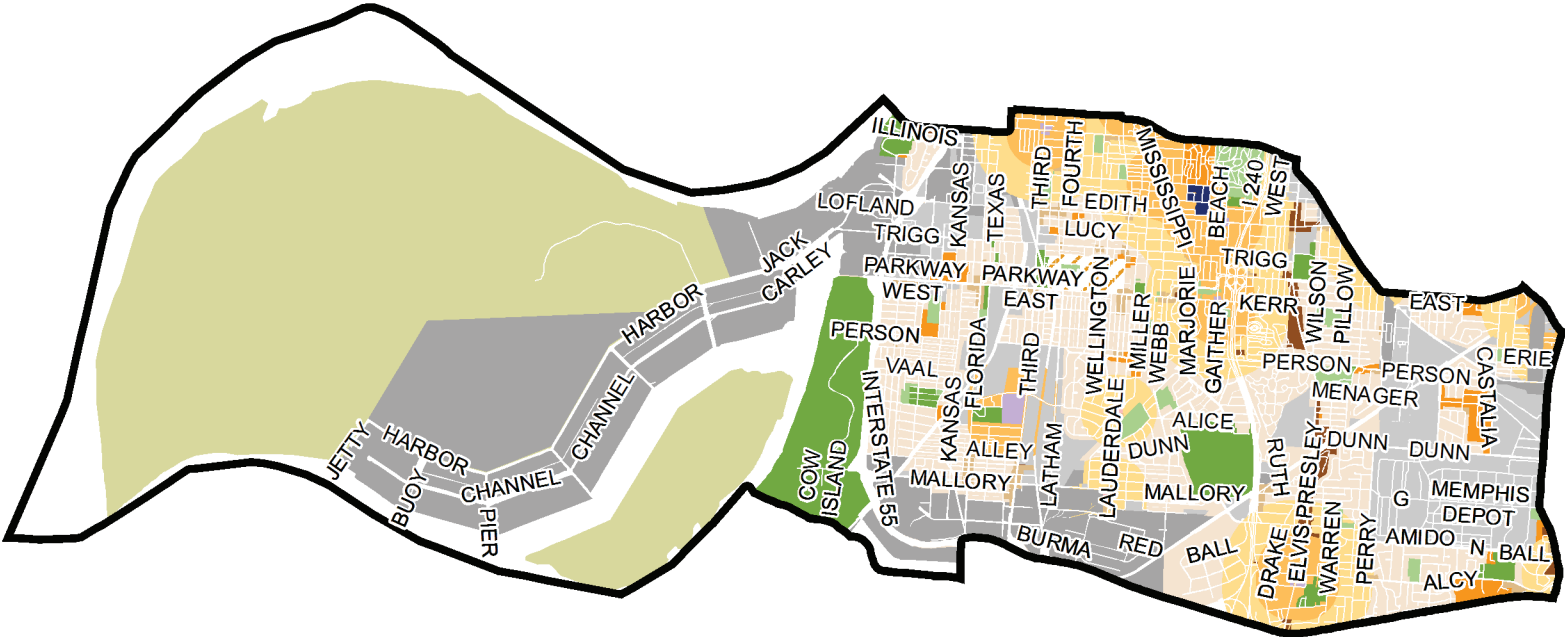 ILLINOIS
LOFLAND
TRIGG
KANSAS
TEXAS
THIRD
FOURTH
EDITH
LUCY
MISSISSIPPI
BEACH
I 240
WEST
JACK
CARLEY
PARKWAY
PARKWAY
WEST
EAST
TRIGG
KERR
WILSON
PILLOW
EAST
HARBOR
PERSON
VAAL
FLORIDA
THIRD
WELLINGTON
MILLER
WEBB
MARJORIE
GAITHER
PERSON
PERSON
MENAGER
CASTALIA
ERIE
CHANNEL
INTERSTATE 55
KANSAS
ALLEY
LATHAM
LAUDERDALE
DUNN
ALICE
RUTH
ELVIS PRESLEY
DUNN
DUNN
JETTY
HARBOR
BUOY
CHANNEL
PIER
COW
ISLAND
MALLORY
MALLORY
G
MEMPHIS
DEPOT
BURMA
RED
BALL
DRAKE
WARREN
PERRY
AMIDO
N
BALL
ALCY